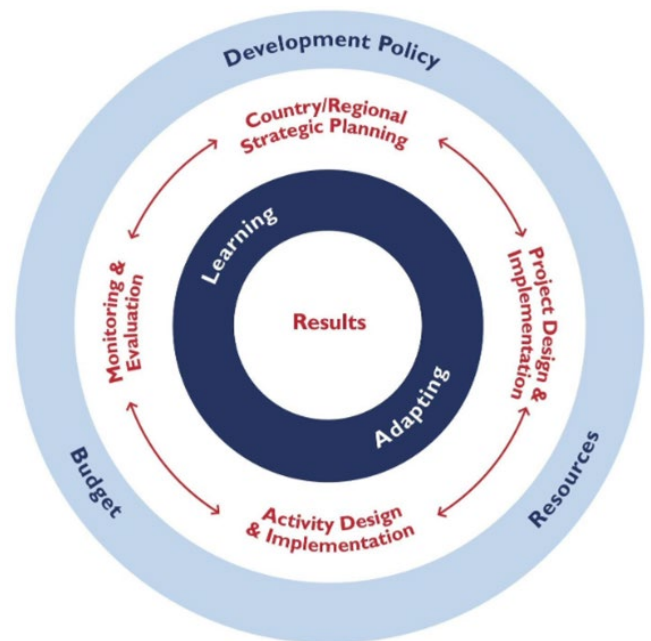 Development Policy
Country/Regional
Strategic Planning
Learning
Monitoring &
Evaluation
Results
Project Design &
Implementation
Adapting
Budget
Resources
Activity Design
& Implementation